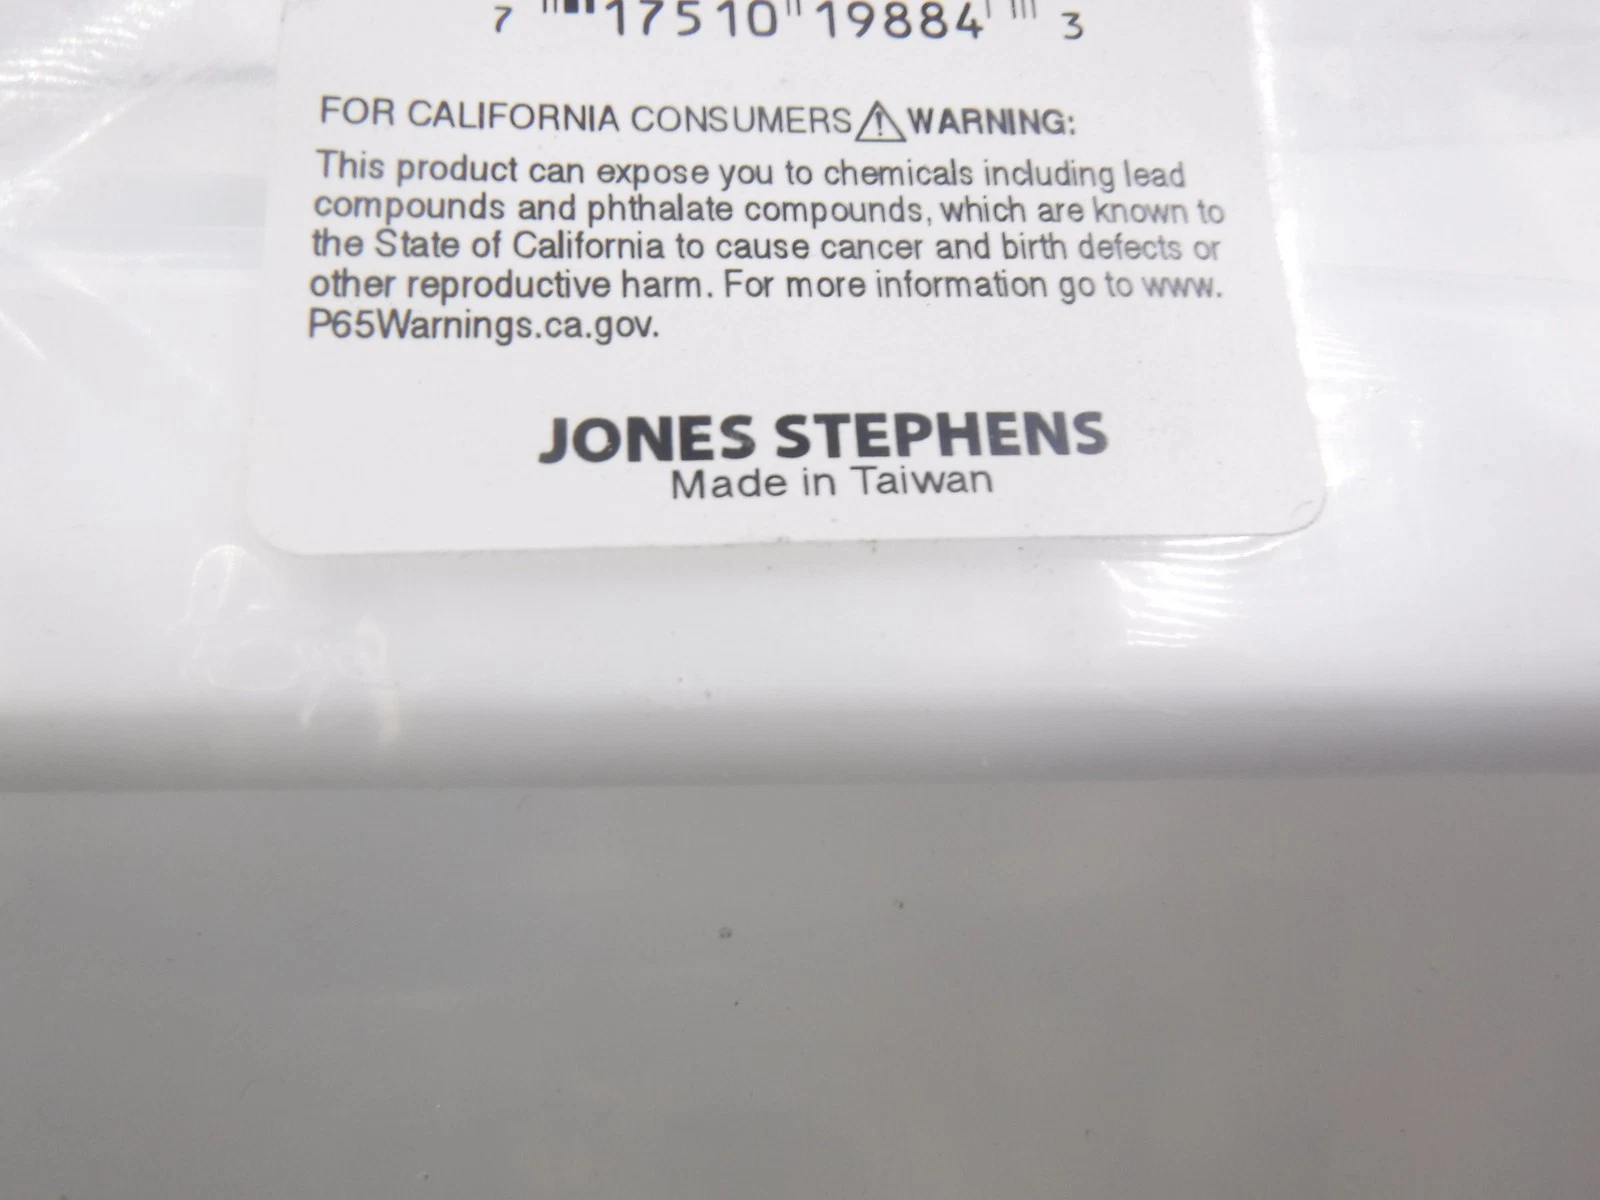 7 17510 19884 3
FOR CALIFORNIA CONSUMERS ⚠ WARNING:
This product can expose you to chemicals including lead
compounds and phthalate compounds, which are known to
the State of California to cause cancer and birth defects or
other reproductive harm. For more information go to www.
P65Warnings.ca.gov.
JONES STEPHENS
Made in Taiwan